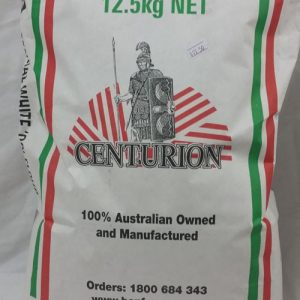 12.5kg NET
CENTURION
100% Australian Owned
and Manufactured
Orders: 1800 684 343